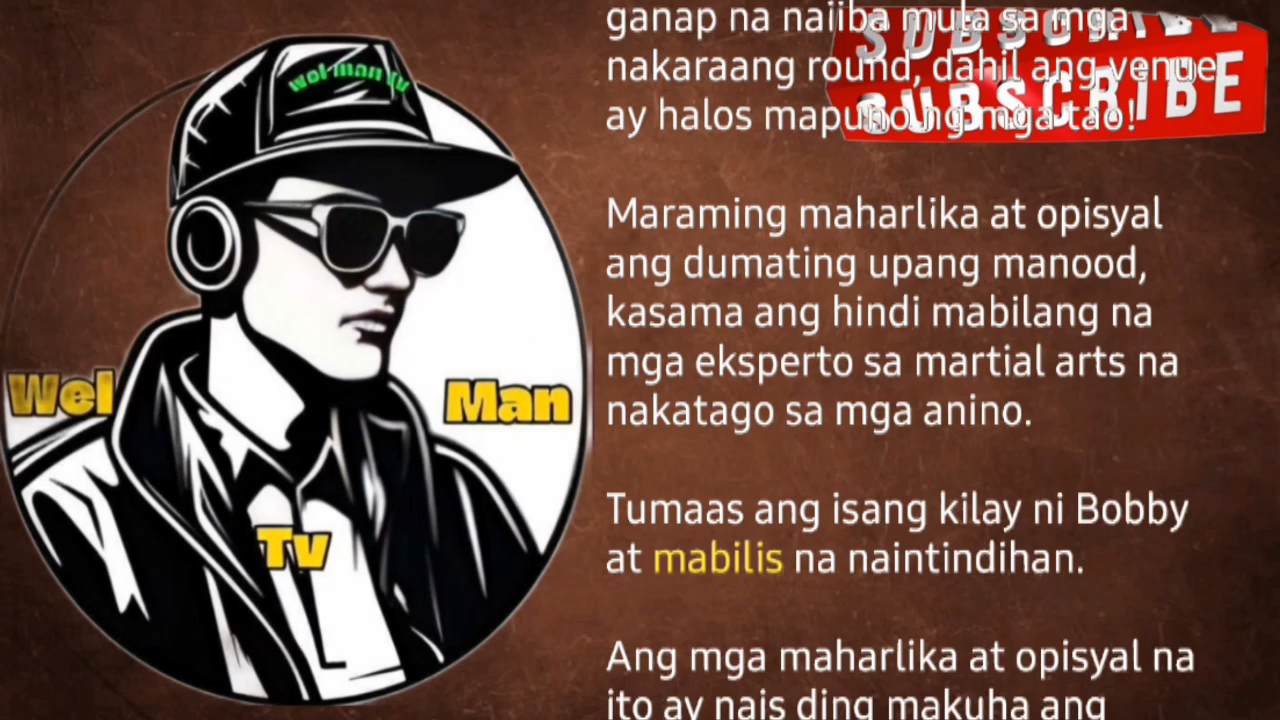 wel man tv
Wel
Man
Tv
SUBSCRIBE
SUBSCRIBE
ganap na naiiba mula sa mga
nakaraang round, dahil ang venue
ay halos mapuno ng mga tao!
Maraming maharlika at opisyal
ang dumating upang manood,
kasama ang hindi mabilang na
mga eksperto sa martial arts na
nakatago sa mga anino.
Tumaas ang isang kilay ni Bobby
at mabilis na naintindihan.
Ang mga maharlika at opisyal na
ito ay nais ding makuha ang